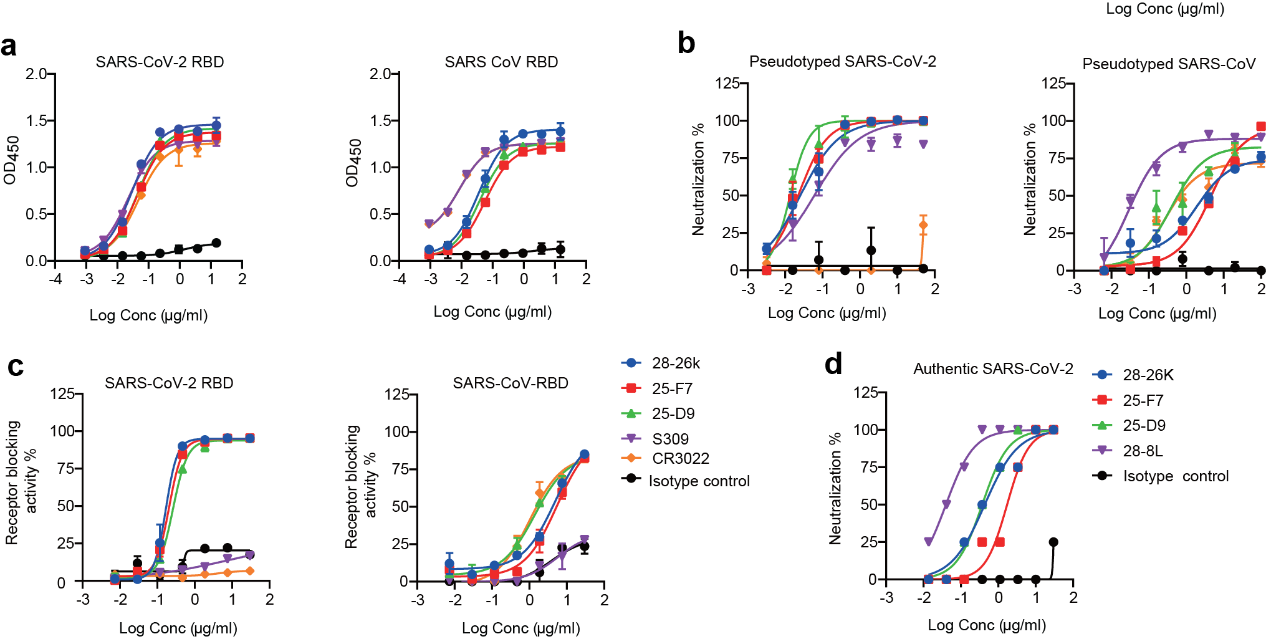 Log Conc (µg/ml)
a
SARS-CoV-2 RBD
2.0
1.5
1.0
0.5
0.0
OD450
-4 -3 -2 -1 0 1 2
Log Conc (µg/ml)
SARS CoV RBD
2.0
1.5
1.0
0.5
0.0
OD450
-4 -3 -2 -1 0 1 2
Log Conc (µg/ml)
b
Pseudotyped SARS-CoV-2
125
100
75
50
25
0
Neutralization %
-3 -2 -1 0 1 2
Log Conc (µg/ml)
Pseudotyped SARS-CoV
125
100
75
50
25
0
Neutralization %
-3 -2 -1 0 1 2
Log Conc (µg/ml)
c
SARS-CoV-2 RBD
125
100
75
50
25
0
Receptor blocking
activity %
-3 -2 -1 0 1 2
Log Conc (µg/ml)
SARS-CoV-RBD
125
100
75
50
25
0
Receptor blocking
activity %
-3 -2 -1 0 1 2
Log Conc (µg/ml)
28-26k
25-F7
25-D9
S309
CR3022
Isotype control
d
Authentic SARS-CoV-2
125
100
75
50
25
0
Neutralization %
-3 -2 -1 0 1 2
Log Conc (µg/ml)
28-26K
25-F7
25-D9
28-8L
Isotype control